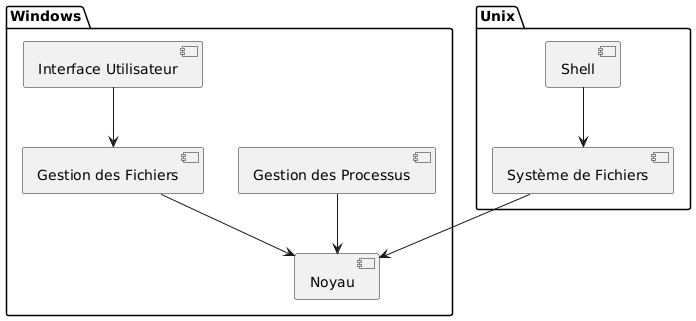 Windows
Unix
Interface Utilisateur
Shell
Gestion des Fichiers
Gestion des Processus
Système de Fichiers
Noyau